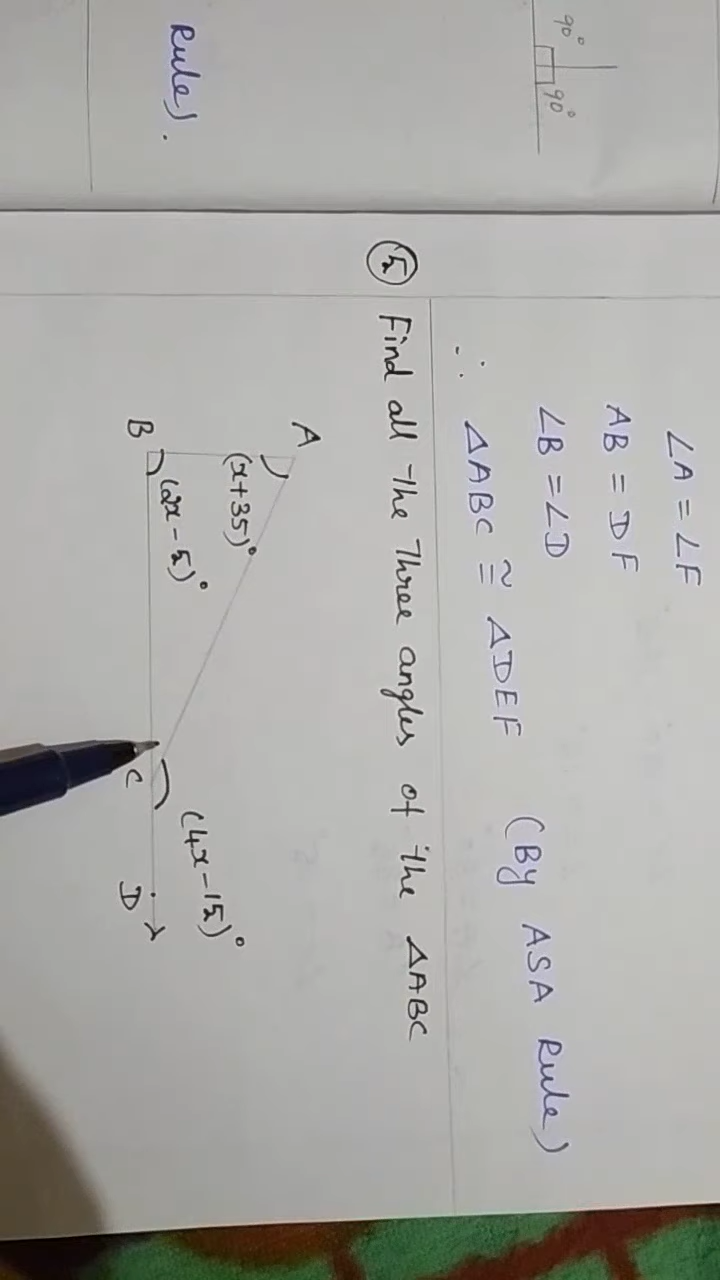 90° 90°
Rule).
∠A = ∠F
AB = DF
∠B = ∠D
∴ ΔABC ≅ ΔDEF (By ASA Rule)
⑤ Find all the Three angles of the ΔABC
A
(x+35)°
B (2x-5)° C (4x-15)° D